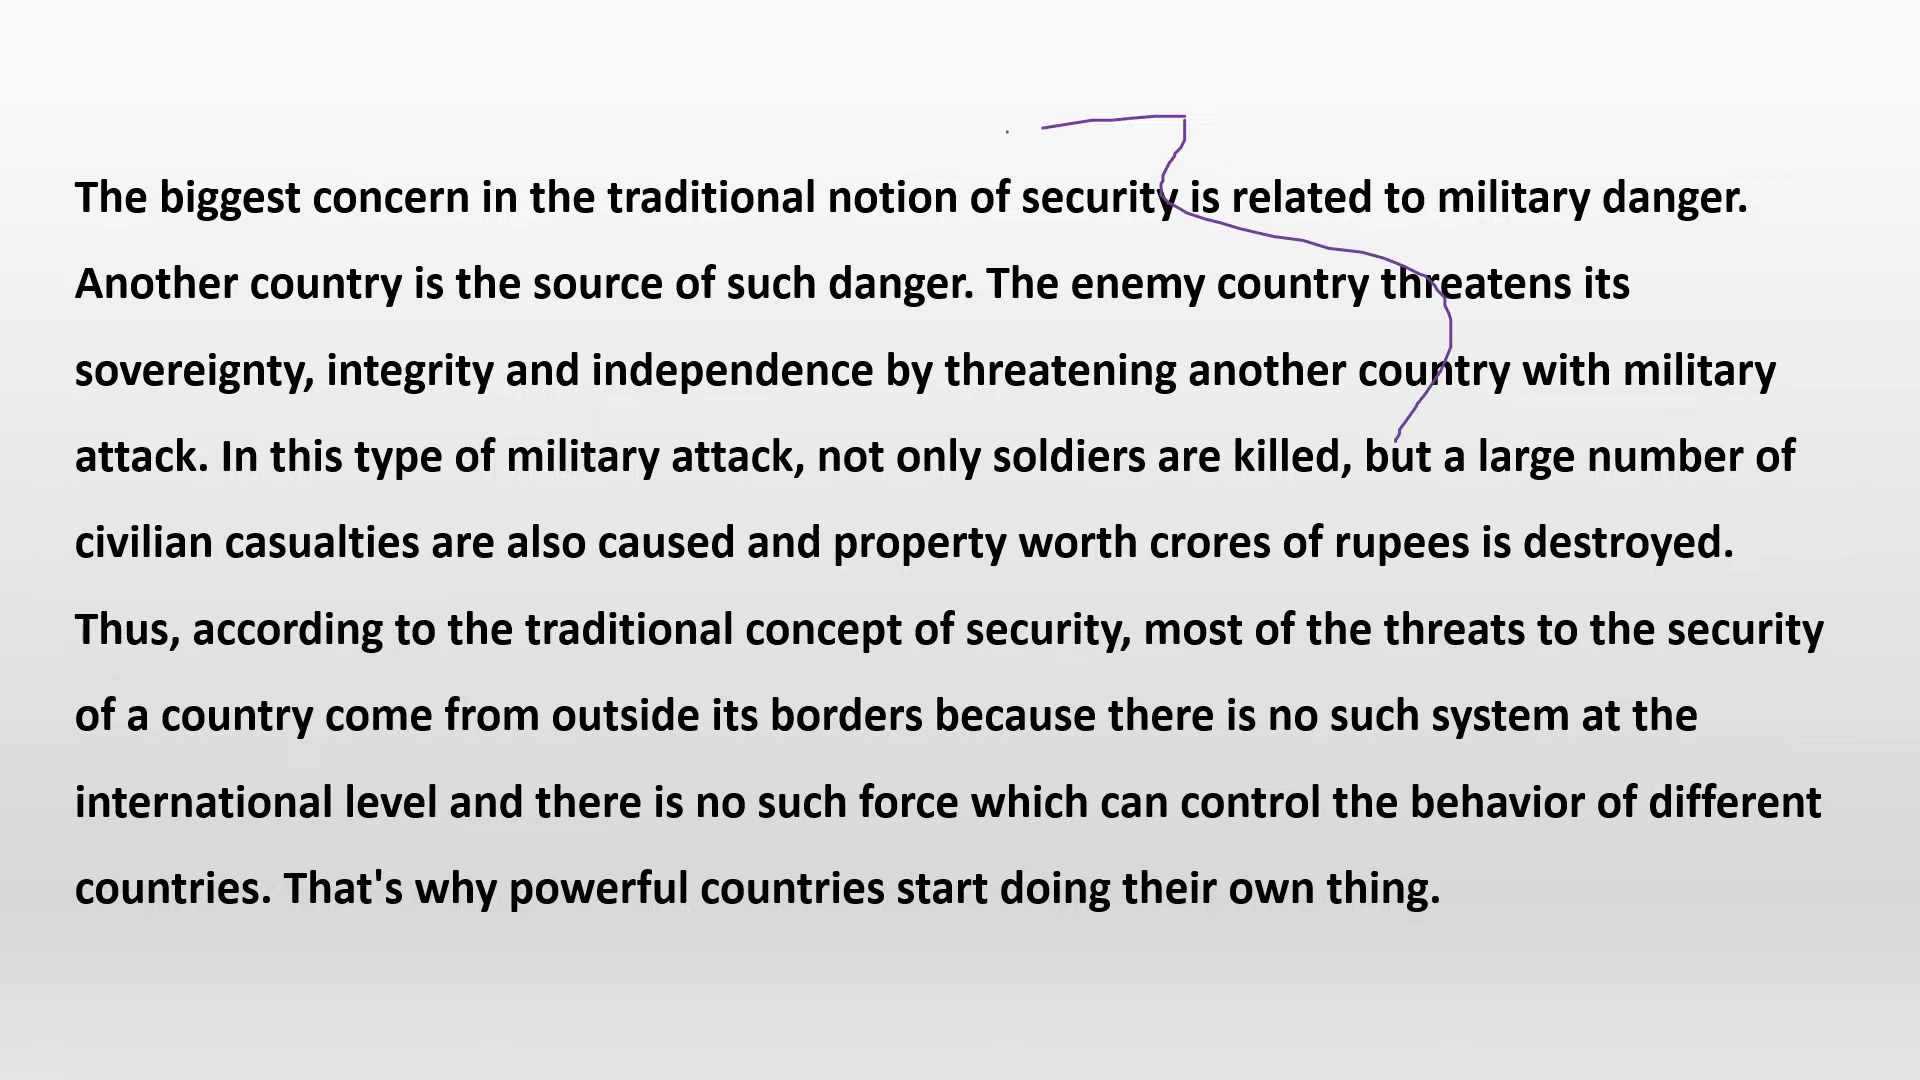 The biggest concern in the traditional notion of security is related to military danger.
Another country is the source of such danger. The enemy country threatens its
sovereignty, integrity and independence by threatening another country with military
attack. In this type of military attack, not only soldiers are killed, but a large number of
civilian casualties are also caused and property worth crores of rupees is destroyed.
Thus, according to the traditional concept of security, most of the threats to the security
of a country come from outside its borders because there is no such system at the
international level and there is no such force which can control the behavior of different
countries. That's why powerful countries start doing their own thing.